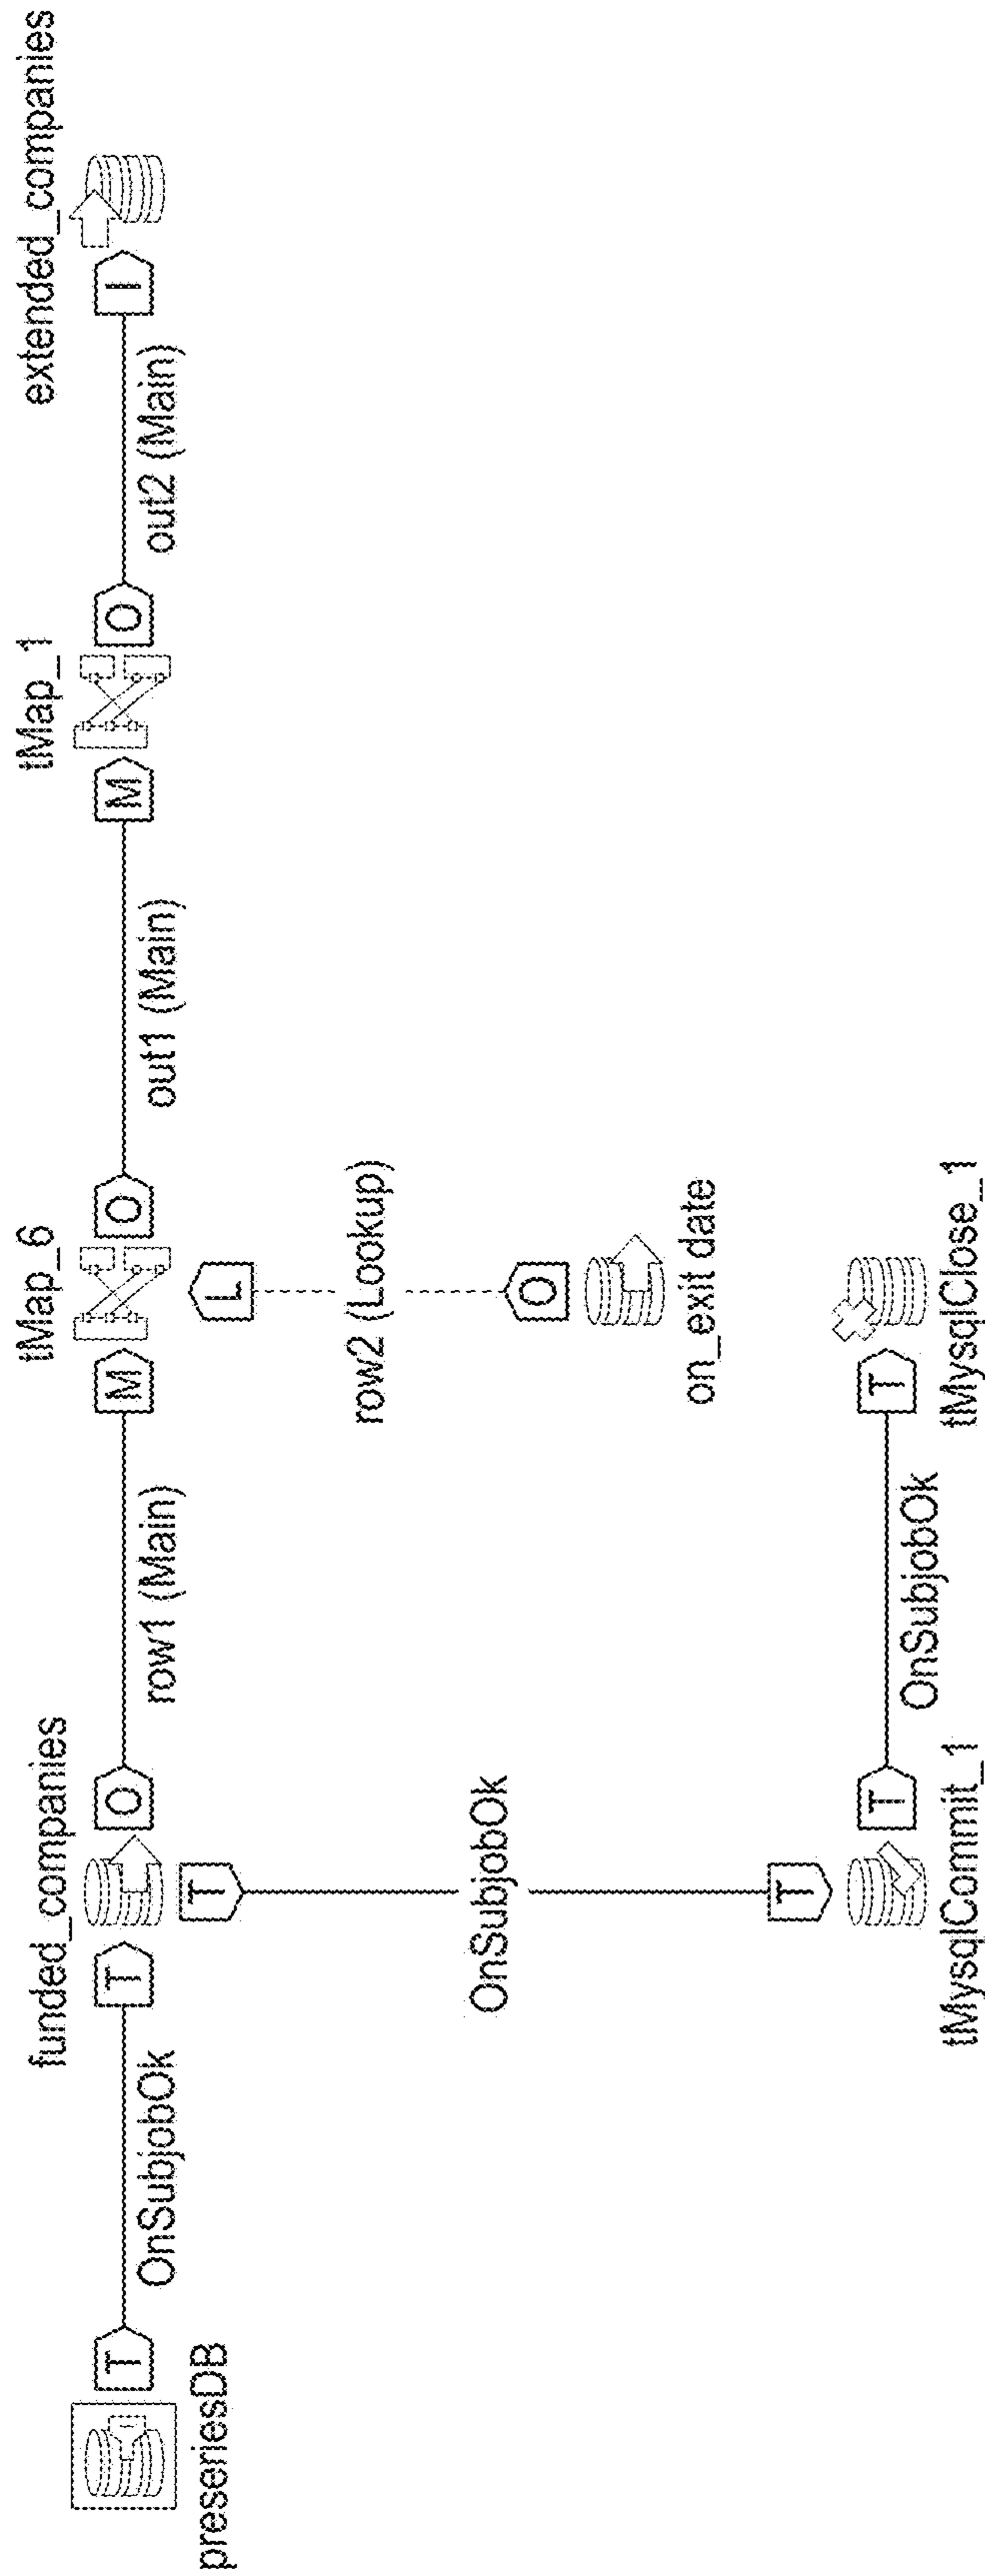 preseriesDB
T
OnSubjobOk
T
funded_companies
O
row1 (Main)
M
tMap_6
O
out1 (Main)
M
tMap_1
O
out2 (Main)
I
extended_companies
T
OnSubjobOk
T
tMysqlCommit_1
T
OnSubjobOk
T
tMysqlClose_1
L
row2 (Lookup)
O
on_exit date